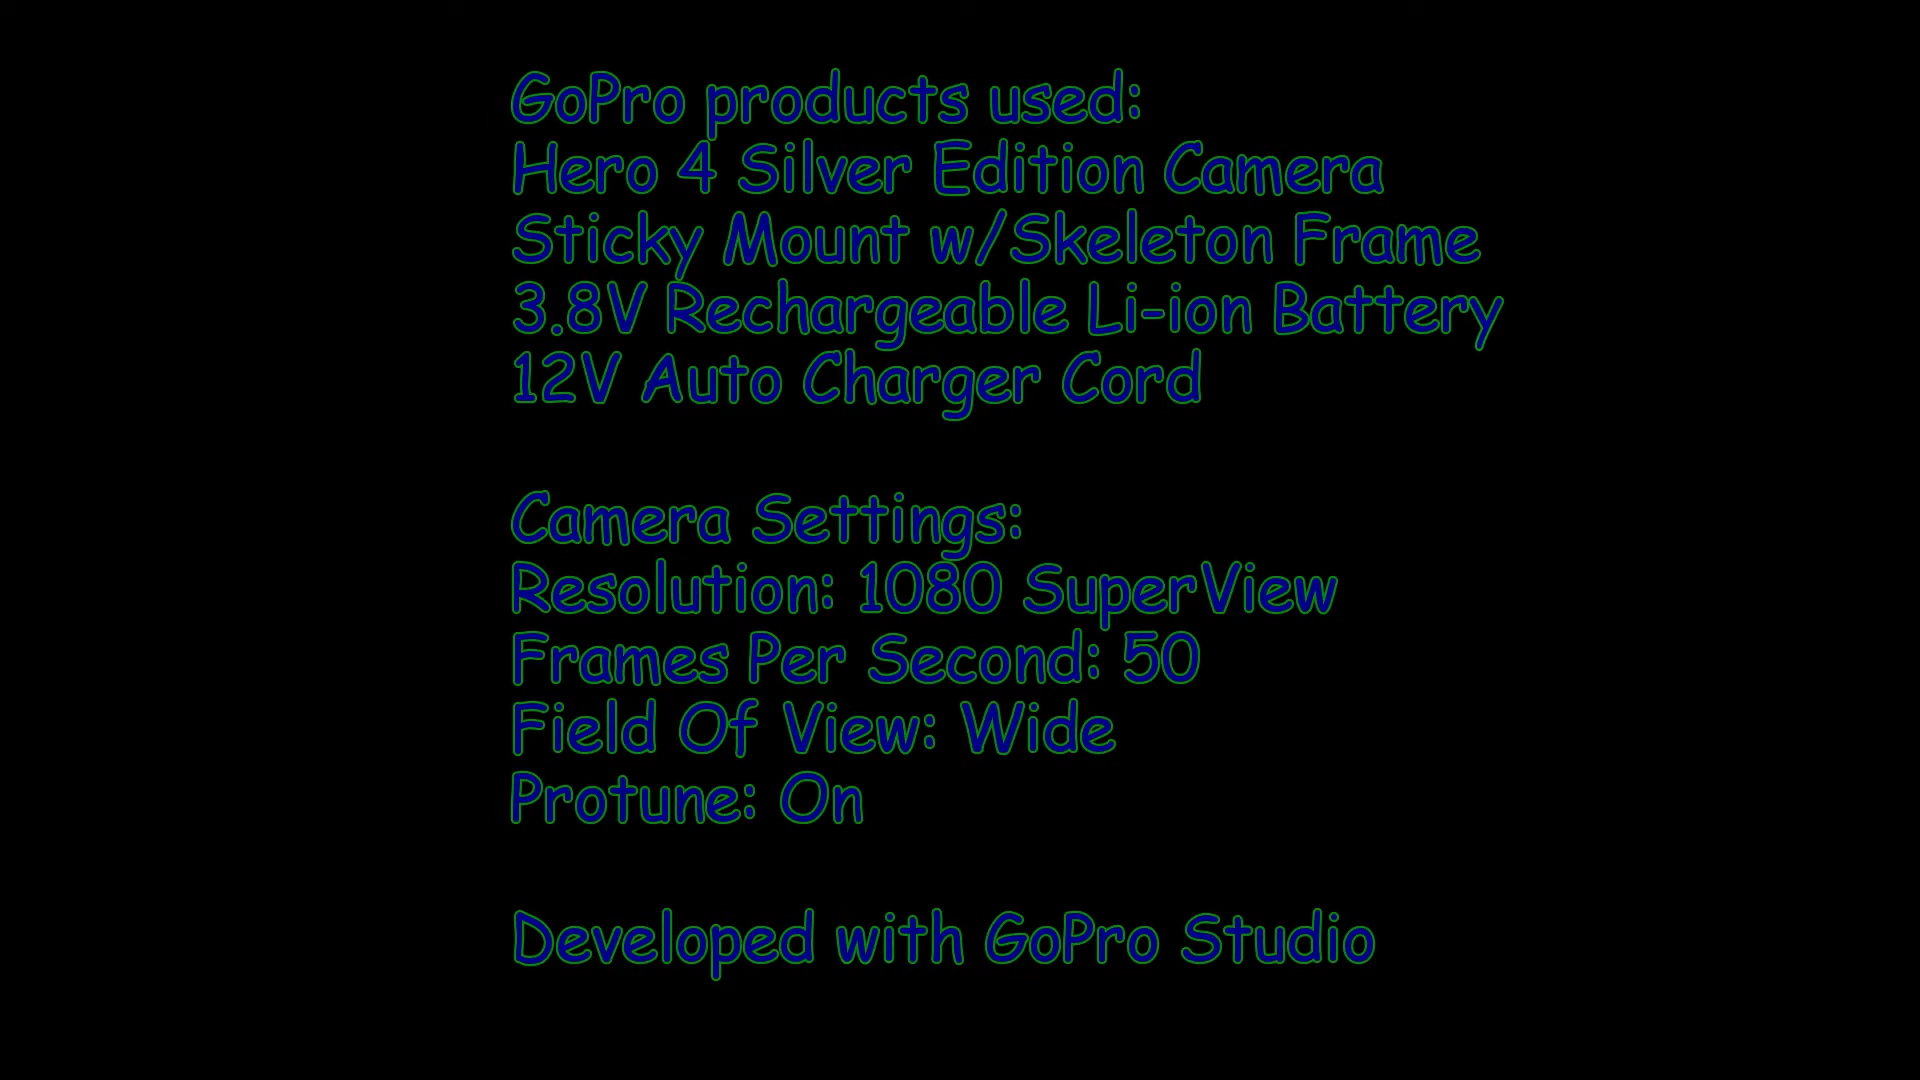 GoPro products used:
Hero 4 Silver Edition Camera
Sticky Mount w/Skeleton Frame
3.8V Rechargeable Li-ion Battery
12V Auto Charger Cord
Camera Settings:
Resolution: 1080 SuperView
Frames Per Second: 50
Field Of View: Wide
Protune: On
Developed with GoPro Studio